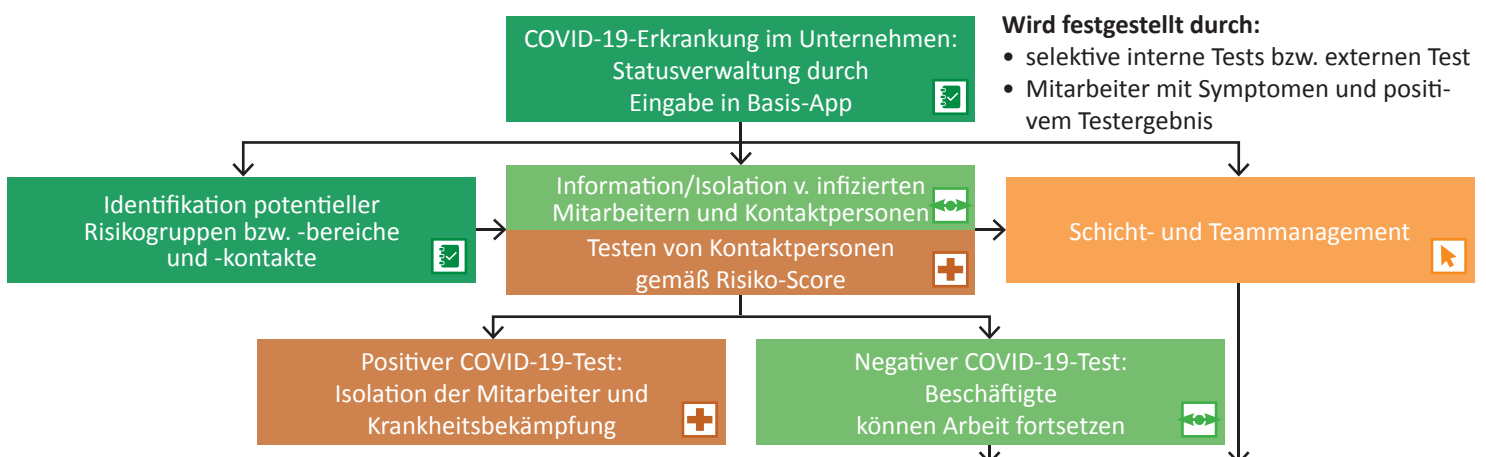 COVID-19-Erkrankung im Unternehmen:
Statusverwaltung durch
Eingabe in Basis-App
Wird festgestellt durch:
• selektive interne Tests bzw. externen Test
• Mitarbeiter mit Symptomen und positi-
vem Testergebnis
Identifikation potentieller
Risikogruppen bzw. -bereiche
und -kontakte
Information/Isolation v. infizierten
Mitarbeitern und Kontaktpersonen
Testen von Kontaktpersonen
gemäß Risiko-Score
Schicht- und Teammanagement
Positiver COVID-19-Test:
Isolation der Mitarbeiter und
Krankheitsbekämpfung
Negativer COVID-19-Test:
Beschäftigte
können Arbeit fortsetzen